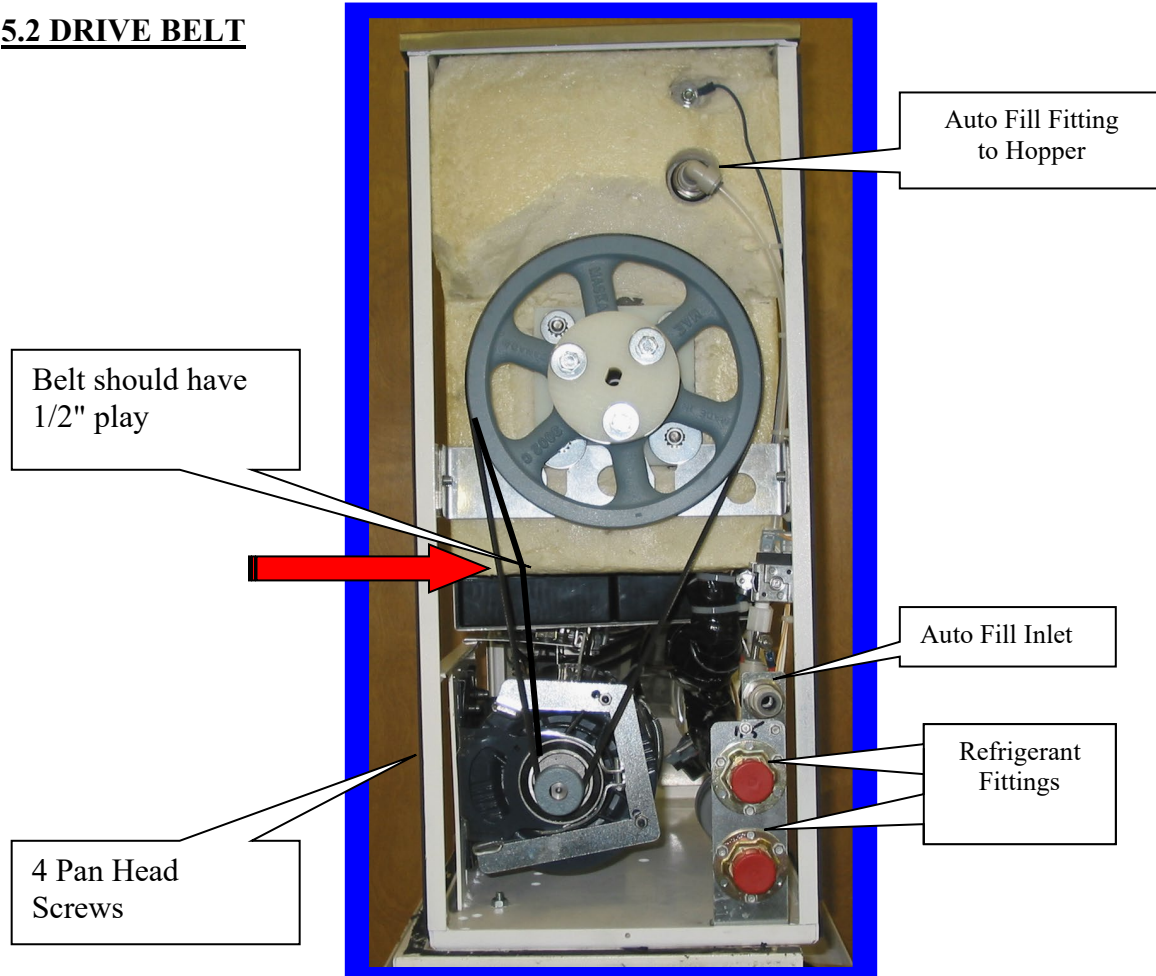 5.2 DRIVE BELT
Auto Fill Fitting
to Hopper
Belt should have
1/2" play
Auto Fill Inlet
Refrigerant
Fittings
4 Pan Head
Screws